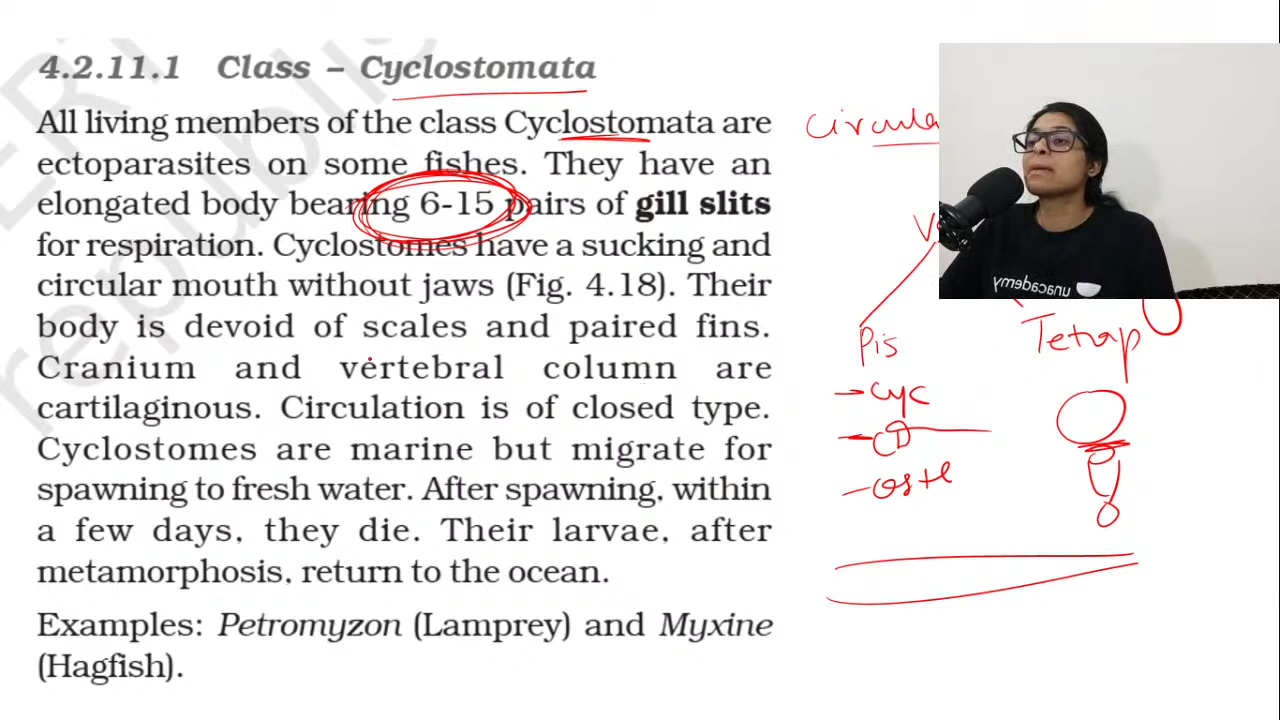 4.2.11.1 Class – Cyclostomata
All living members of the class Cyclostomata are
ectoparasites on some fishes. They have an
elongated body bearing 6-15 pairs of gill slits
for respiration. Cyclostomes have a sucking and
circular mouth without jaws (Fig. 4.18). Their
body is devoid of scales and paired fins.
Cranium and vertebral column are
cartilaginous. Circulation is of closed type.
Cyclostomes are marine but migrate for
spawning to fresh water. After spawning, within
a few days, they die. Their larvae, after
metamorphosis, return to the ocean.
Examples: Petromyzon (Lamprey) and Myxine
(Hagfish).
Circula
unacademy
Pis
Tetrap
Cyc
CD
republi